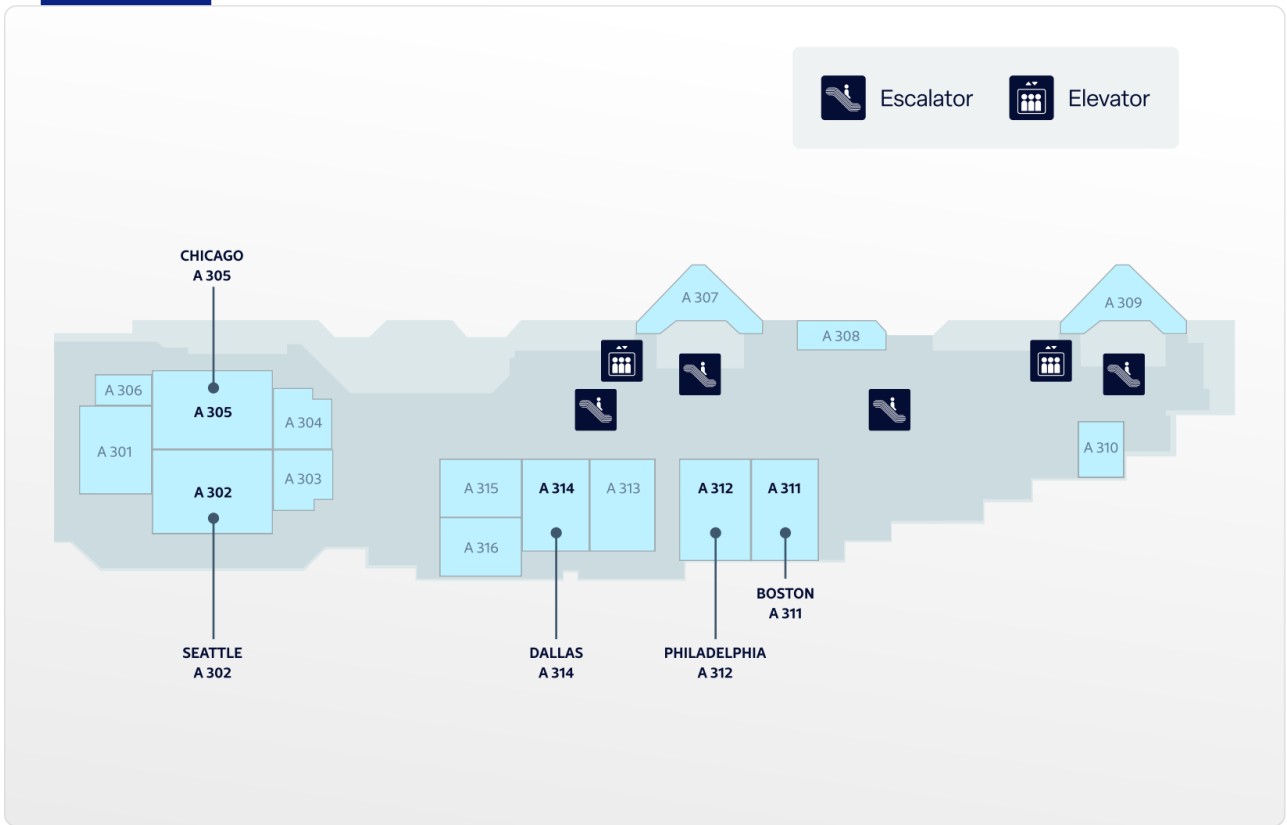 Escalator
Elevator
CHICAGO
A 305
A 307
A 309
A 308
A 306
A 305
A 304
A 301
A 303
A 302
A 310
A 315
A 314
A 313
A 312
A 311
A 316
BOSTON
A 311
SEATTLE
A 302
DALLAS
A 314
PHILADELPHIA
A 312